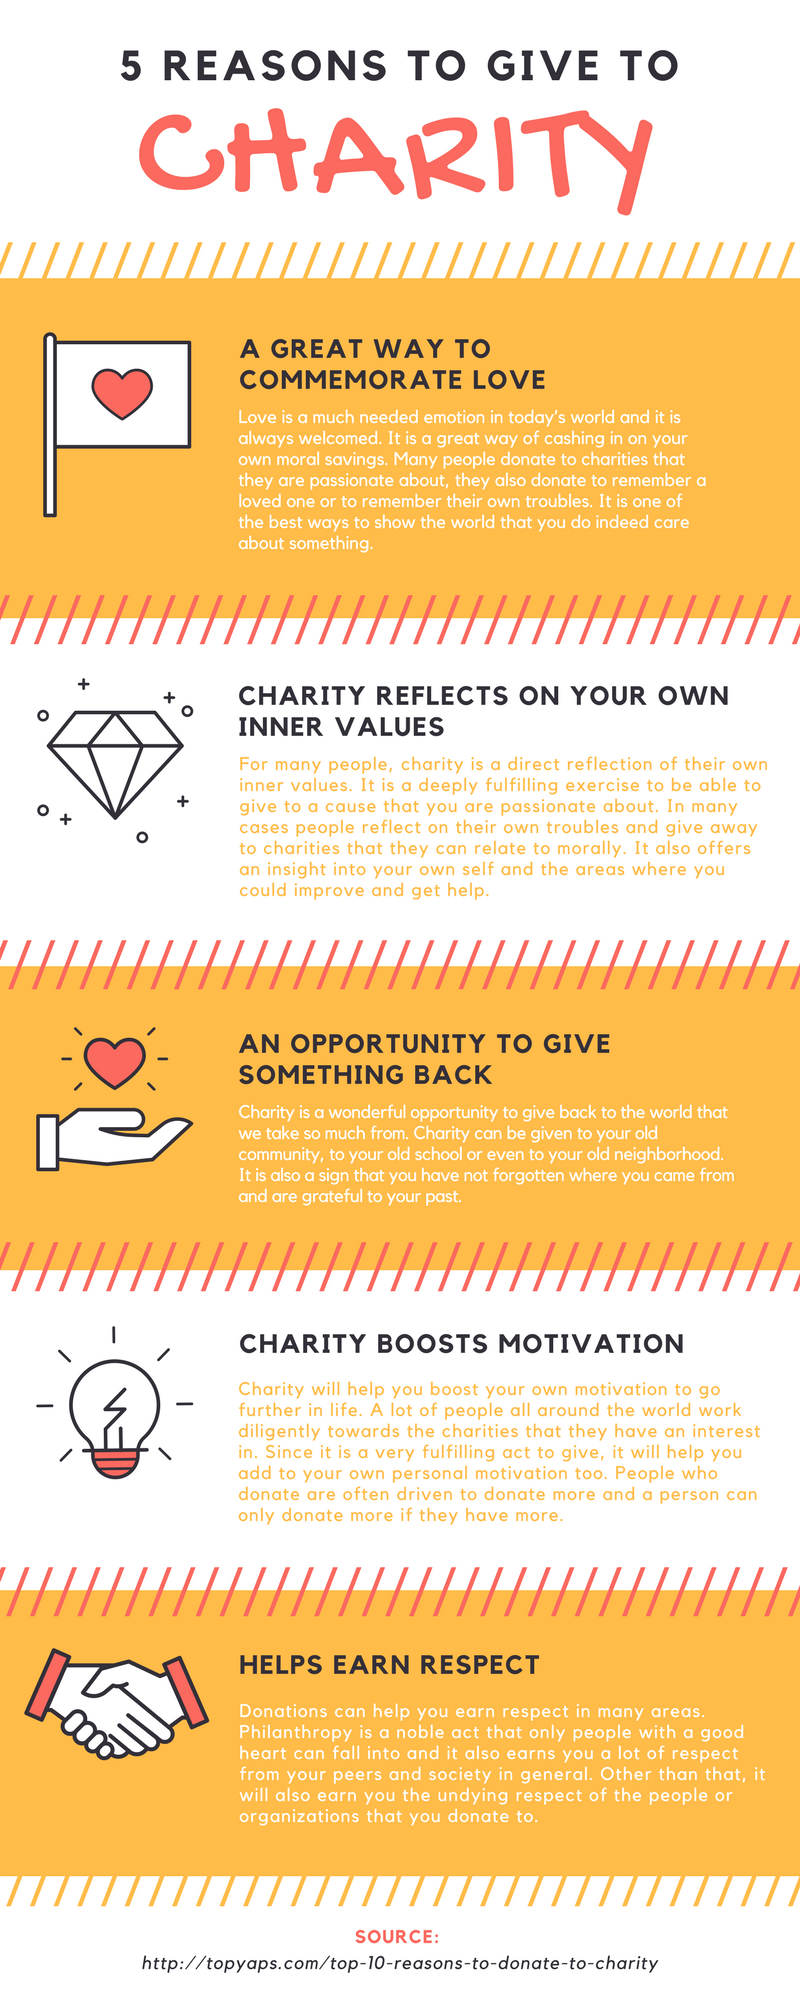 5 REASONS TO GIVE TO
CHARITY
A GREAT WAY TO
COMMEMORATE LOVE
Love is a much needed emotion in today's world and it is
always welcomed. It is a great way of cashing in on your
own moral savings. Many people donate to charities that
they are passionate about, they also donate to remember a
loved one or to remember their own troubles. It is one of
the best ways to show the world that you do indeed care
about something.
CHARITY REFLECTS ON YOUR OWN
INNER VALUES
For many people, charity is a direct reflection of their own
inner values. It is a deeply fulfilling exercise to be able to
give to a cause that you are passionate about. In many
cases people reflect on their own troubles and give away
to charities that they can relate to morally. It also offers
an insight into your own self and the areas where you
could improve and get help.
AN OPPORTUNITY TO GIVE
SOMETHING BACK
Charity is a wonderful opportunity to give back to the world that
we take so much from. Charity can be given to your old
community, to your old school or even to your old neighborhood.
It is also a sign that you have not forgotten where you came from
and are grateful to your past.
CHARITY BOOSTS MOTIVATION
Charity will help you boost your own motivation to go
further in life. A lot of people all around the world work
diligently towards the charities that they have an interest
in. Since it is a very fulfilling act to give, it will help you
add to your own personal motivation too. People who
donate are often driven to donate more and a person can
only donate more if they have more.
HELPS EARN RESPECT
Donations can help you earn respect in many areas.
Philanthropy is a noble act that only people with a good
heart can fall into and it also earns you a lot of respect
from your peers and society in general. Other than that, it
will also earn you the undying respect of the people or
organizations that you donate to.
SOURCE:
http://topyaps.com/top-10-reasons-to-donate-to-charity